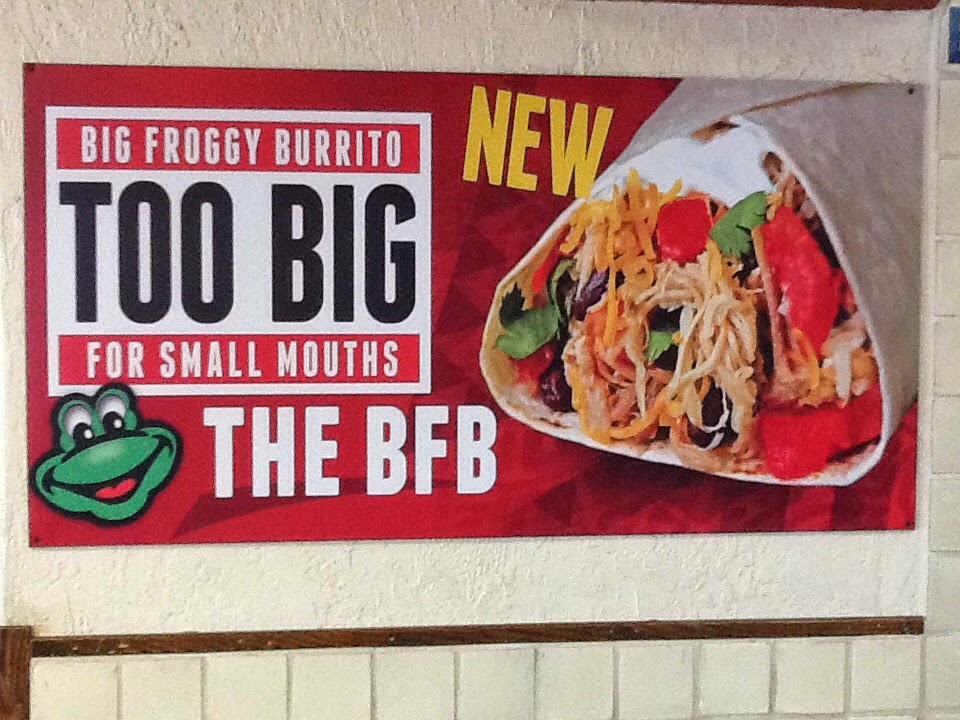 BIG FROGGY BURRITO
TOO BIG
FOR SMALL MOUTHS
THE BFB
NEW